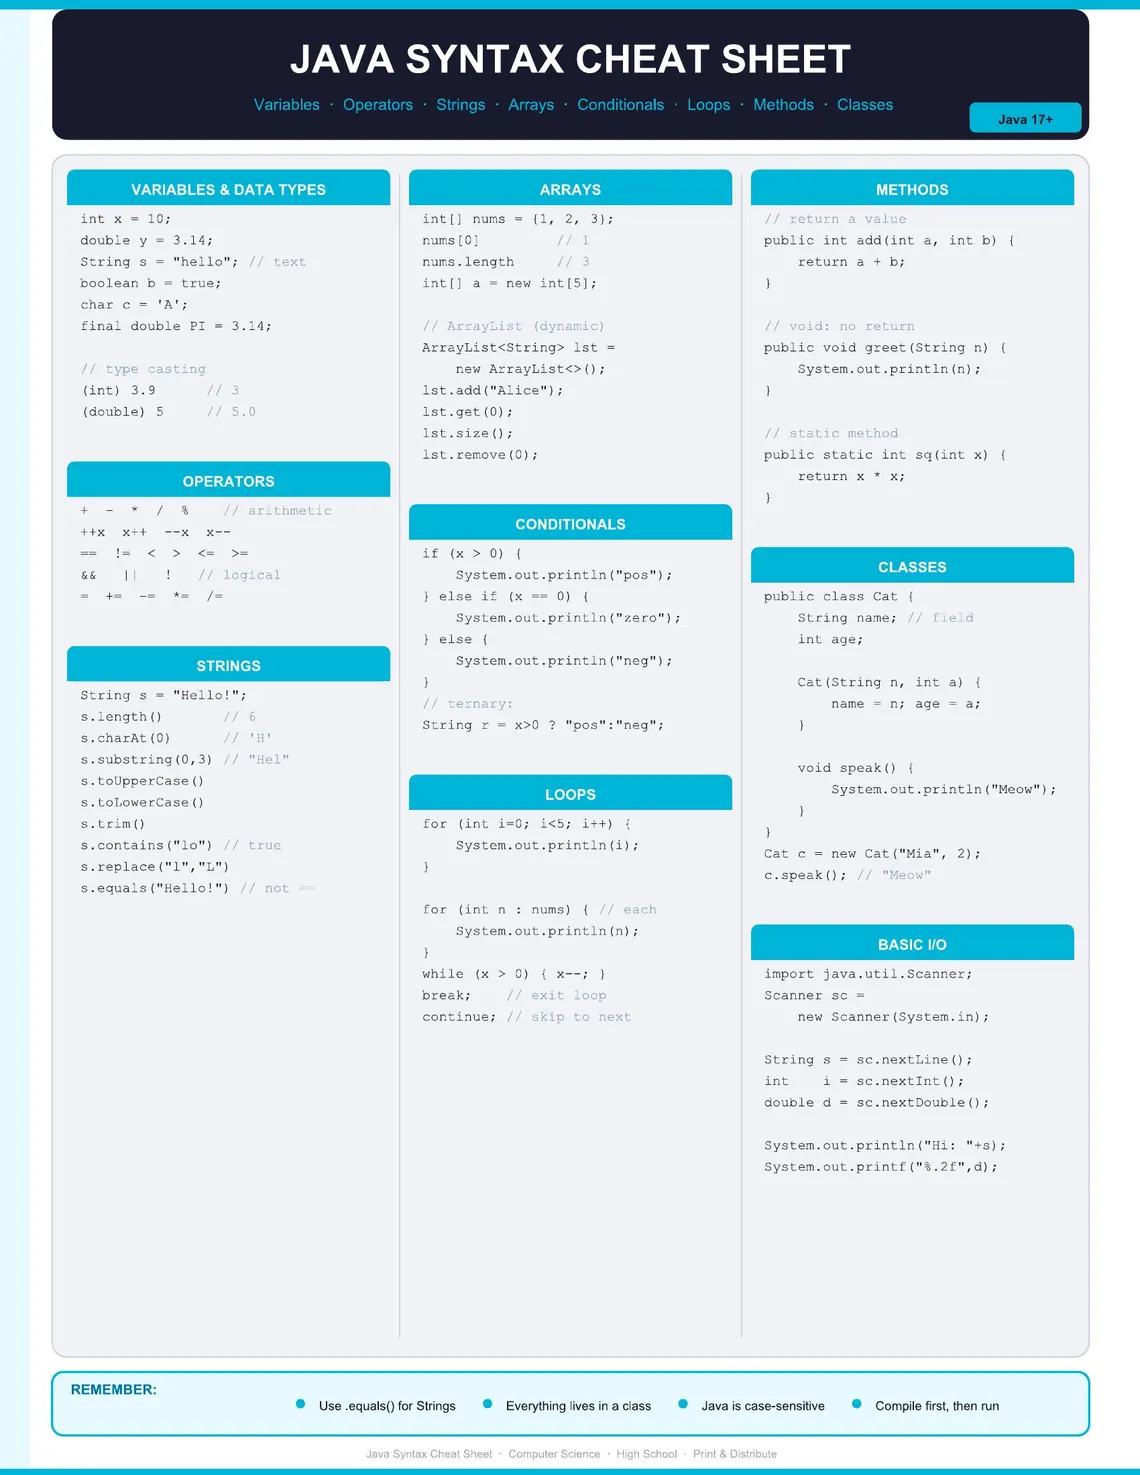 JAVA SYNTAX CHEAT SHEET
Variables · Operators · Strings · Arrays · Conditionals · Loops · Methods · Classes
Java 17+
VARIABLES & DATA TYPES
int x = 10;
double y = 3.14;
String s = "hello"; // text
boolean b = true;
char c = 'A';
final double PI = 3.14;
// type casting
(int) 3.9      // 3
(double) 5     // 5.0
OPERATORS
+  -  *  /  %    // arithmetic
++x  x++  --x  x--
==  !=  <  >  <=  >=
&&   ||   !   // logical
=  +=  -=  *=  /=
STRINGS
String s = "Hello!";
s.length()       // 6
s.charAt(0)      // 'H'
s.substring(0,3) // "Hel"
s.toUpperCase()
s.toLowerCase()
s.trim()
s.contains("lo") // true
s.replace("l","L")
s.equals("Hello!") // not ==
ARRAYS
int[] nums = {1, 2, 3};
nums[0]         // 1
nums.length     // 3
int[] a = new int[5];
// ArrayList (dynamic)
ArrayList<String> lst =
    new ArrayList<>();
lst.add("Alice");
lst.get(0);
lst.size();
lst.remove(0);
CONDITIONALS
if (x > 0) {
    System.out.println("pos");
} else if (x == 0) {
    System.out.println("zero");
} else {
    System.out.println("neg");
}
// ternary:
String r = x>0 ? "pos":"neg";
LOOPS
for (int i=0; i<5; i++) {
    System.out.println(i);
}
for (int n : nums) { // each
    System.out.println(n);
}
while (x > 0) { x--; }
break;    // exit loop
continue; // skip to next
METHODS
// return a value
public int add(int a, int b) {
    return a + b;
}
// void: no return
public void greet(String n) {
    System.out.println(n);
}
// static method
public static int sq(int x) {
    return x * x;
}
CLASSES
public class Cat {
    String name; // field
    int age;
    Cat(String n, int a) {
        name = n; age = a;
    }
    void speak() {
        System.out.println("Meow");
    }
}
Cat c = new Cat("Mia", 2);
c.speak(); // "Meow"
BASIC I/O
import java.util.Scanner;
Scanner sc =
    new Scanner(System.in);
String s = sc.nextLine();
int    i = sc.nextInt();
double d = sc.nextDouble();
System.out.println("Hi: "+s);
System.out.printf("%.2f",d);
REMEMBER:
● Use .equals() for Strings ● Everything lives in a class ● Java is case-sensitive ● Compile first, then run
Java Syntax Cheat Sheet · Computer Science · High School · Print & Distribute